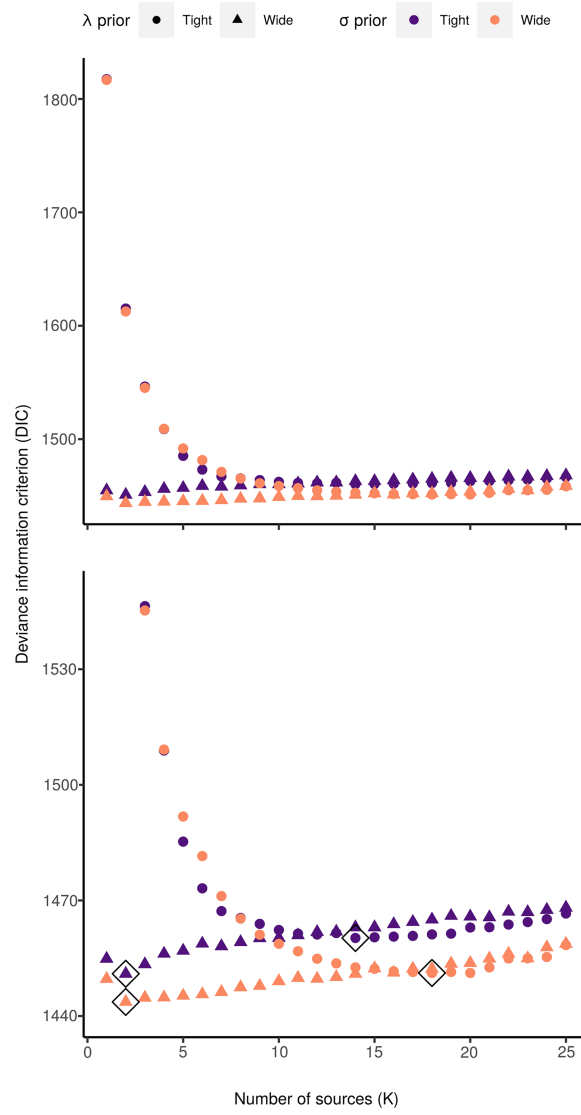 λ prior Tight Wide σ prior Tight Wide
Deviance information criterion (DIC)
1800
1700
1600
1500
1530
1500
1470
1440
0 5 10 15 20 25
Number of sources (K)